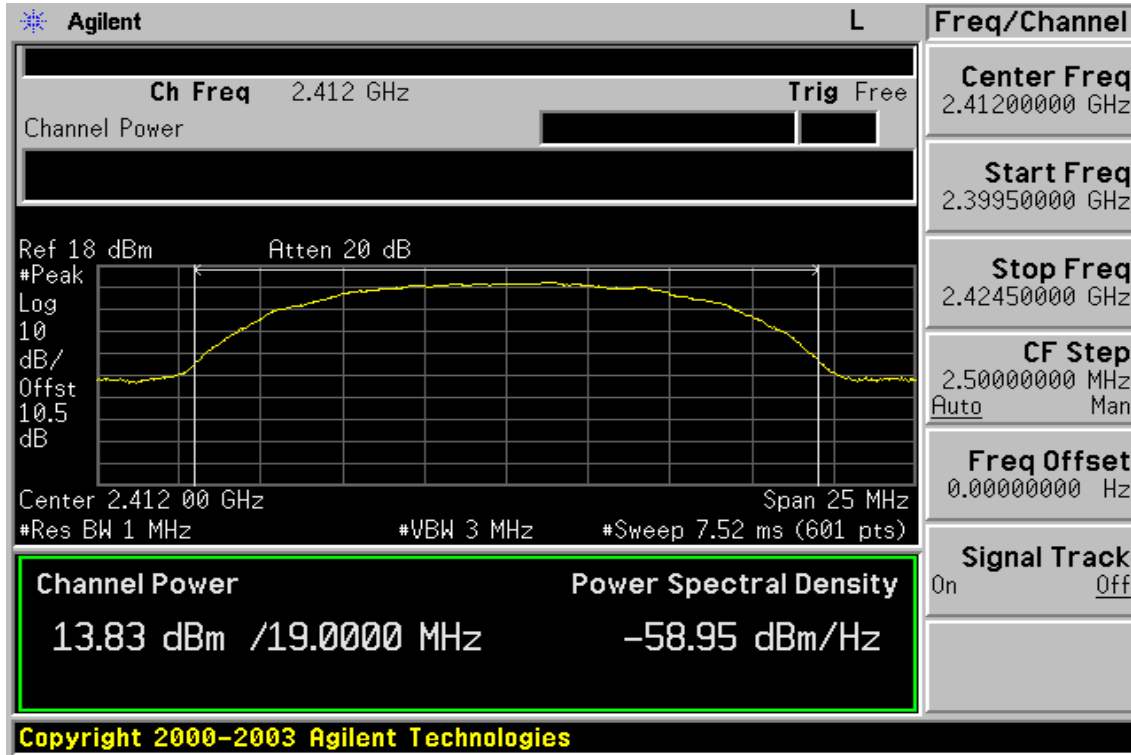 Agilent L Freq/Channel
Ch Freq 2.412 GHz Trig Free
Channel Power
Ref 18 dBm Atten 20 dB
#Peak
Log
10
dB/
Offst
10.5
dB
Center 2.412 00 GHz Span 25 MHz
#Res BW 1 MHz #VBW 3 MHz #Sweep 7.52 ms (601 pts)
Channel Power Power Spectral Density
13.83 dBm /19.0000 MHz -58.95 dBm/Hz
Center Freq
2.41200000 GHz
Start Freq
2.39950000 GHz
Stop Freq
2.42450000 GHz
CF Step
2.50000000 MHz
Auto Man
Freq Offset
0.00000000 Hz
Signal Track
On Off
Copyright 2000-2003 Agilent Technologies